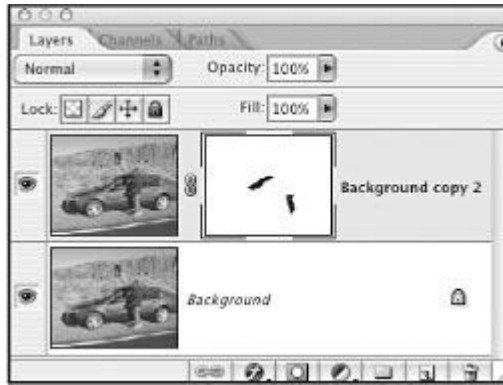 Layers Channels Paths
Normal Opacity: 100%
Lock: Fill: 100%
Background copy 2
Background